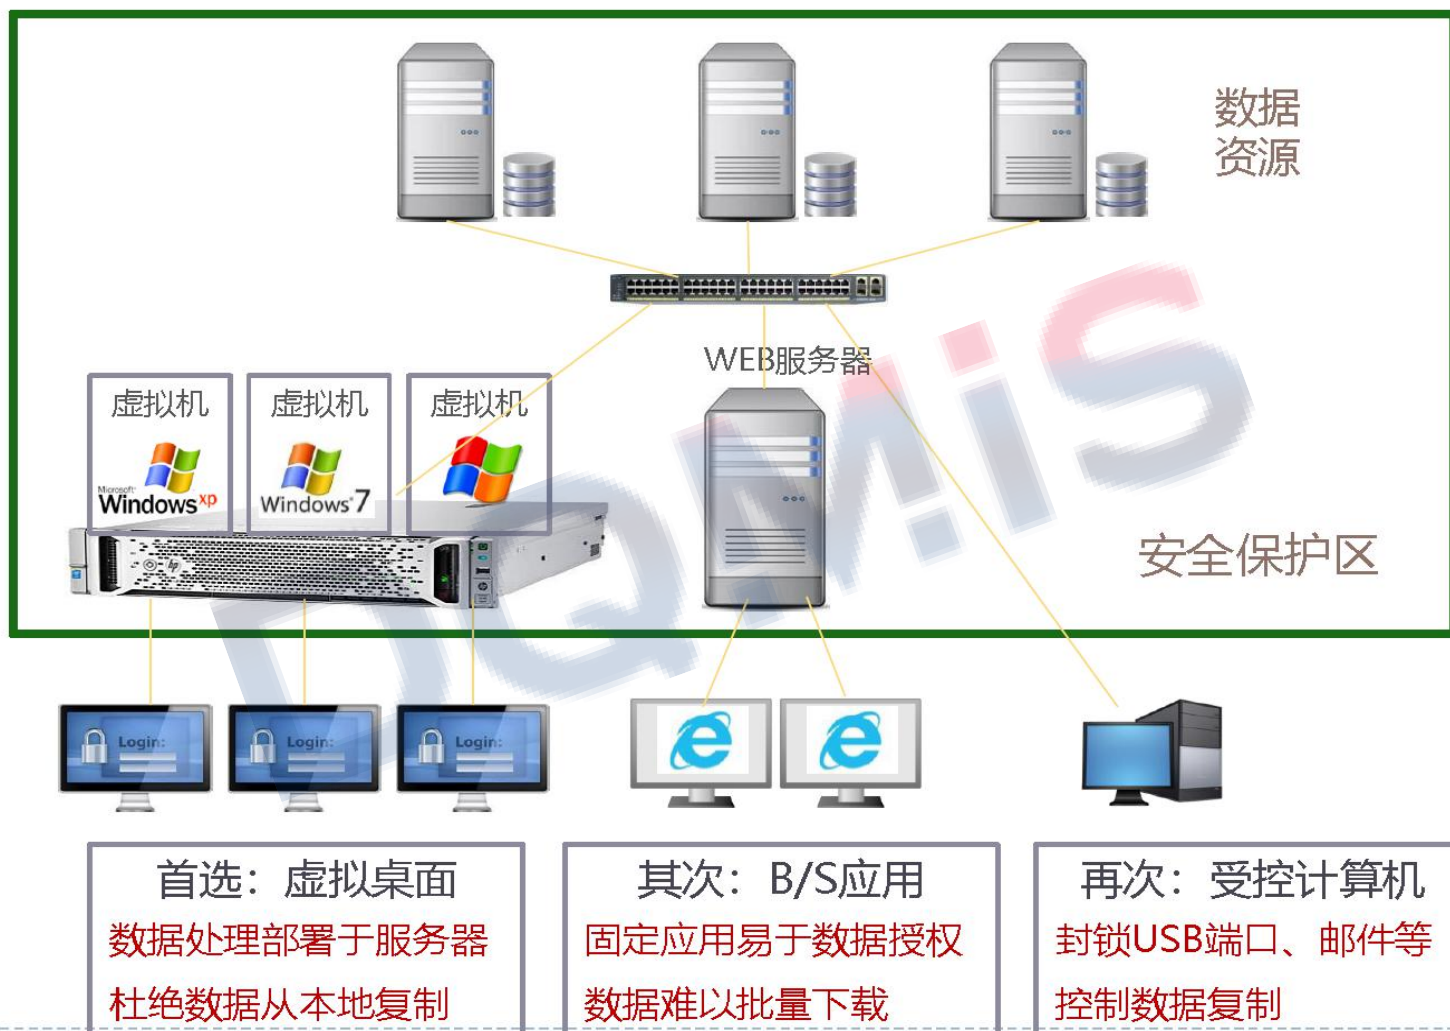 数据
资源
WEB服务器
虚拟机
虚拟机
虚拟机
Microsoft
Windows xp
Windows 7
安全保护区
DQMiS
Login:
Login:
Login:
首选：虚拟桌面
数据处理部署于服务器
杜绝数据从本地复制
其次：B/S应用
固定应用易于数据授权
数据难以批量下载
再次：受控计算机
封锁USB端口、邮件等
控制数据复制